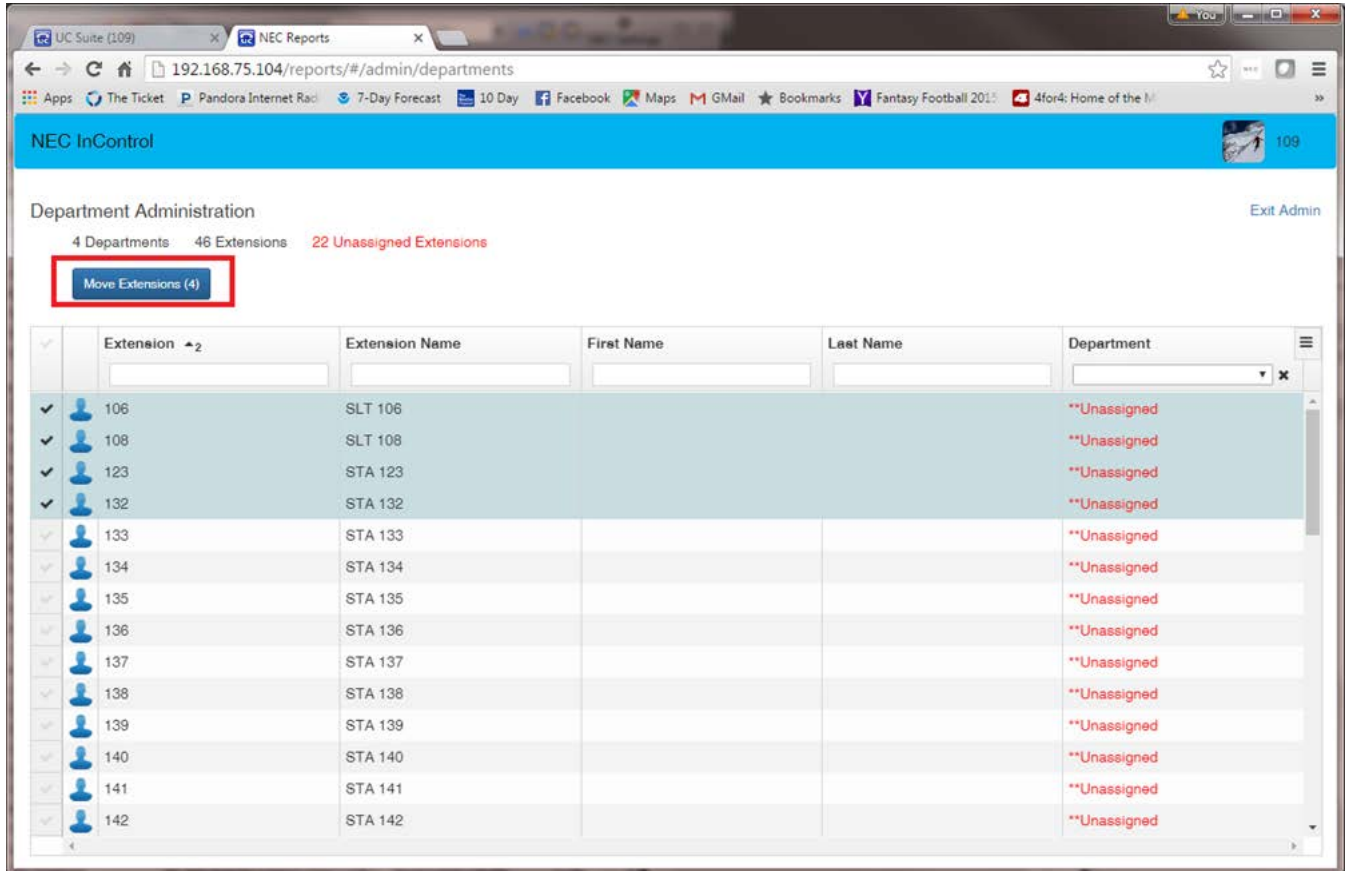 You
UC Suite (109)
NEC Reports
192.168.75.104/reports/#/admin/departments
Apps The Ticket Pandora Internet Rad 7-Day Forecast 10 Day Facebook Maps GMail Bookmarks Fantasy Football 201 4for4: Home of the
NEC InControl 109
Department Administration Exit Admin
4 Departments 46 Extensions 22 Unassigned Extensions
Move Extensions (4)
Extension 2 Extension Name First Name Last Name Department
106 SLT 106 **Unassigned
108 SLT 108 **Unassigned
123 STA 123 **Unassigned
132 STA 132 **Unassigned
133 STA 133 **Unassigned
134 STA 134 **Unassigned
135 STA 135 **Unassigned
136 STA 136 **Unassigned
137 STA 137 **Unassigned
138 STA 138 **Unassigned
139 STA 139 **Unassigned
140 STA 140 **Unassigned
141 STA 141 **Unassigned
142 STA 142 **Unassigned